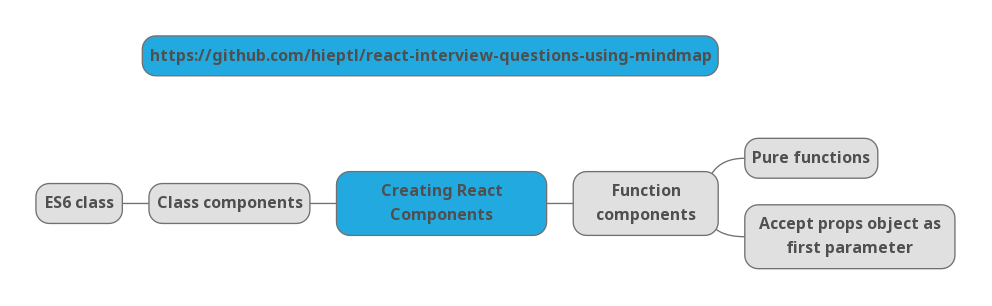 https://github.com/hieptl/react-interview-questions-using-mindmap
ES6 class
Class components
Creating React
Components
Function
components
Pure functions
Accept props object as
first parameter